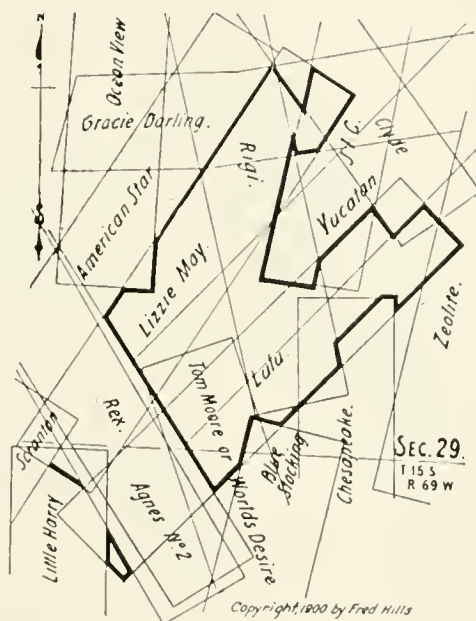 Ocean View
Gracie Darling.
American Star
Rigi.
Clyde
Yucatan
Lizzie May
Zeolite.
Lulu
Tom Moore or
Worlds Desire
Rex.
Scranton
Blue
Stocking
Chesapeake.
SEC. 29.
T 15 S
R 69 W
Little Harry
Agnes Nº 2
Copyright, 1900 by Fred Hills